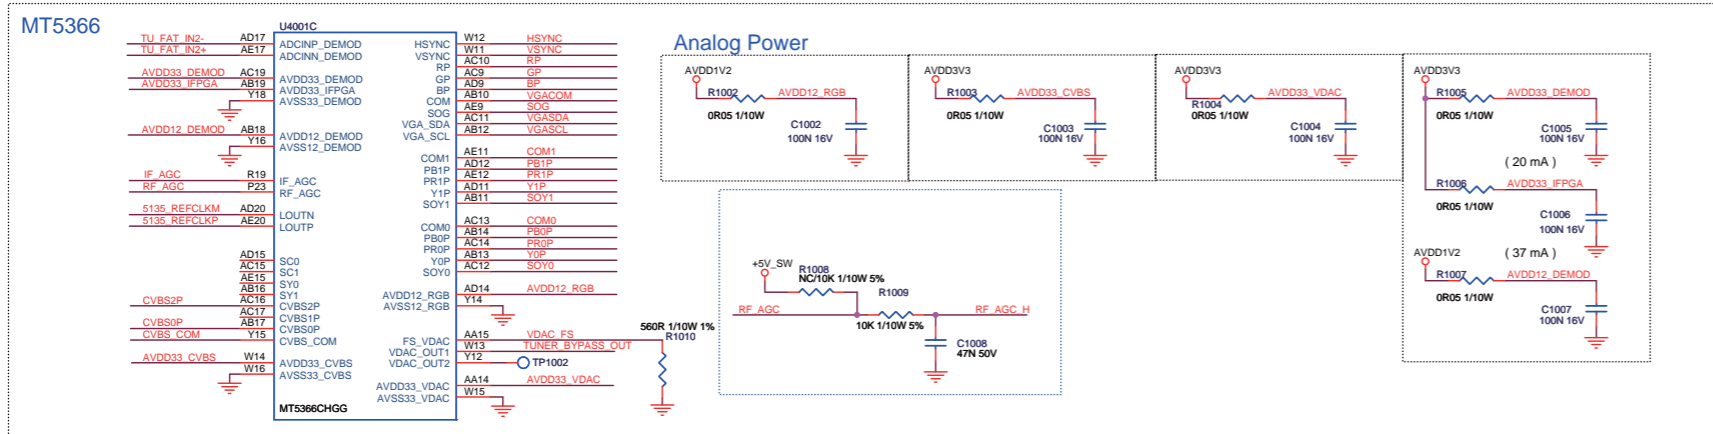 MT5366
U4001C
TU_FAT_IN2- AD17 ADCINP_DEMOD
TU_FAT_IN2+ AE17 ADCINN_DEMOD
AVDD33_DEMOD AC19 AVDD33_DEMOD
AVDD33_IFPGA AB19 AVDD33_IFPGA
Y18 AVSS33_DEMOD
AVDD12_DEMOD AB18 AVDD12_DEMOD
Y16 AVSS12_DEMOD
IF_AGC R19 IF_AGC
RF_AGC P23 RF_AGC
5135_REFCLKM AD20 LOUTN
5135_REFCLKP AE20 LOUTP
AD15 SC0
AC15 SC1
AE15 SY0
AB16 SY1
CVBS2P AC16 CVBS2P
AC17 CVBS1P
CVBS0P AB17 CVBS0P
CVBS_COM Y15 CVBS_COM
AVDD33_CVBS W14 AVDD33_CVBS
W16 AVSS33_CVBS
HSYNC W12 HSYNC
VSYNC W11 VSYNC
RP AC10 RP
GP AC9 GP
BP AD9 BP
COM AB10 VGACOM
SOG AE9 SOG
VGA_SDA AC11 VGASDA
VGA_SCL AB12 VGASCL
COM1 AE11 COM1
PB1P AD12 PB1P
PR1P AE12 PR1P
Y1P AD11 Y1P
SOY1 AB11 SOY1
COM0 AC13 COM0
PB0P AB14 PB0P
PR0P AC14 PR0P
Y0P AB13 Y0P
SOY0 AC12 SOY0
AVDD12_RGB AD14 AVDD12_RGB
AVSS12_RGB Y14
FS_VDAC AA15 VDAC_FS
VDAC_OUT1 W13 TUNER_BYPASS_OUT
VDAC_OUT2 Y12 TP1002
AVDD33_VDAC AA14 AVDD33_VDAC
AVSS33_VDAC W15
MT5366CHGG
560R 1/10W 1%
R1010
Analog Power
AVDD1V2
R1002 AVDD12_RGB
0R05 1/10W
C1002
100N 16V
AVDD3V3
R1003 AVDD33_CVBS
0R05 1/10W
C1003
100N 16V
AVDD3V3
R1004 AVDD33_VDAC
0R05 1/10W
C1004
100N 16V
AVDD3V3
R1005 AVDD33_DEMOD
0R05 1/10W
C1005
100N 16V
( 20 mA )
R1006 AVDD33_IFPGA
0R05 1/10W
C1006
100N 16V
AVDD1V2
( 37 mA )
R1007 AVDD12_DEMOD
0R05 1/10W
C1007
100N 16V
+5V_SW
R1008
NC/10K 1/10W 5%
R1009
RF_AGC
RF_AGC_H
10K 1/10W 5%
C1008
47N 50V